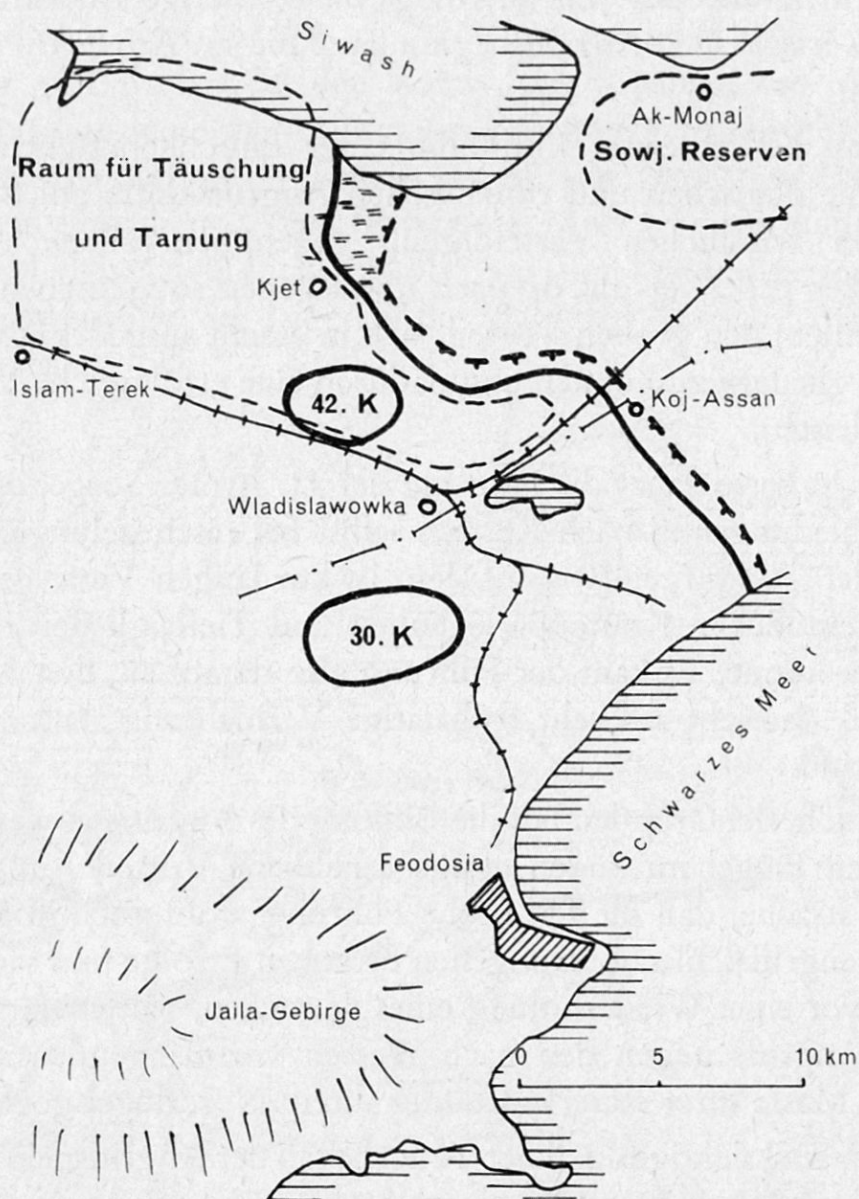 Siwash
Ak-Monaj
Sowj. Reserven
Raum für Täuschung
und Tarnung
Kjet
Islam-Terek
42. K
Koj-Assan
Wladislawowka
30. K
Schwarzes Meer
Feodosia
Jaila-Gebirge
0 5 10 km